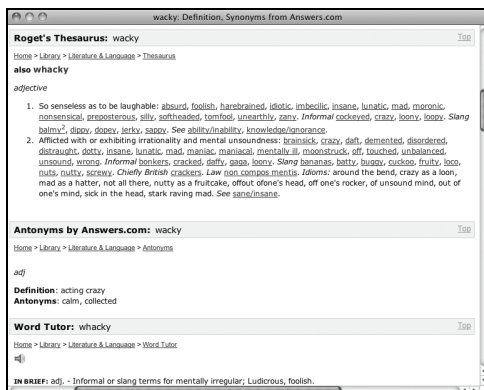 wacky: Definition, Synonyms from Answers.com
Roget's Thesaurus: wacky Top
Home > Library > Literature & Language > Thesaurus
also whacky
adjective
1. So senseless as to be laughable: absurd, foolish, harebrained, idiotic, imbecilic, insane, lunatic, mad, moronic,
nonsensical, preposterous, silly, softheaded, tomfool, unearthly, zany. Informal cockeyed, crazy, loony, loopy. Slang
balmy², dippy, dopey, jerky, sappy. See ability/inability, knowledge/ignorance.
2. Afflicted with or exhibiting irrationality and mental unsoundness: brainsick, crazy, daft, demented, disordered,
distraught, dotty, insane, lunatic, mad, maniac, maniacal, mentally ill, moonstruck, off, touched, unbalanced,
unsound, wrong. Informal bonkers, cracked, daffy, gaga, loony. Slang bananas, batty, buggy, cuckoo, fruity, loco,
nuts, nutty, screwy. Chiefly British crackers. Law non compos mentis. Idioms: around the bend, crazy as a loon,
mad as a hatter, not all there, nutty as a fruitcake, offout ofone's head, off one's rocker, of unsound mind, out of
one's mind, sick in the head, stark raving mad. See sane/insane.
Antonyms by Answers.com: wacky Top
Home > Library > Literature & Language > Antonyms
adj
Definition: acting crazy
Antonyms: calm, collected
Word Tutor: whacky Top
Home > Library > Literature & Language > Word Tutor
IN BRIEF: adj. - Informal or slang terms for mentally irregular; Ludicrous, foolish.